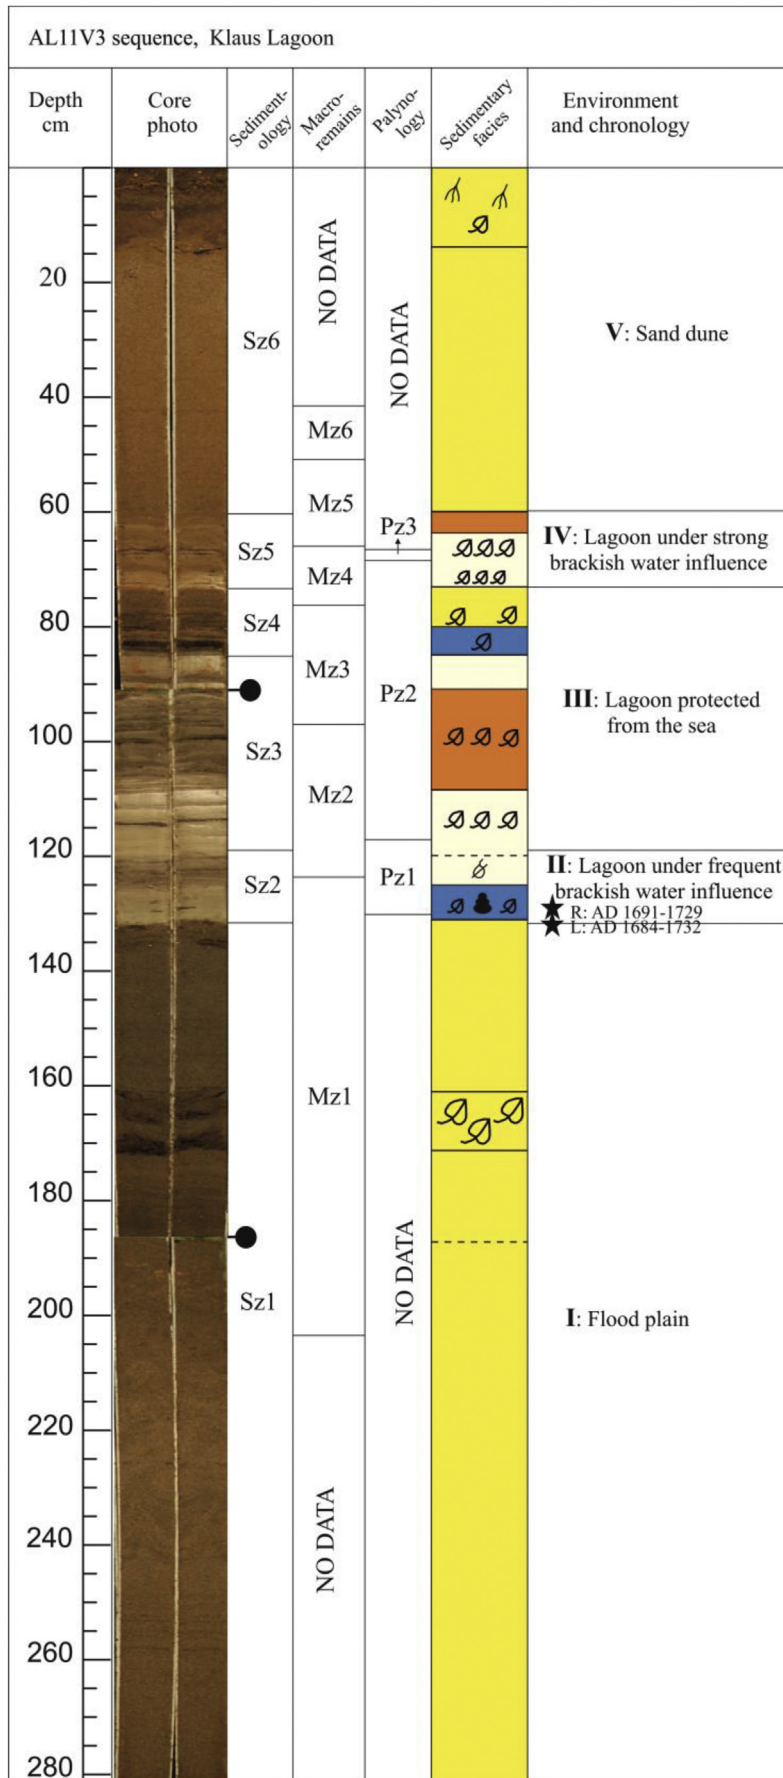 AL11V3 sequence, Klaus Lagoon
Depth
cm
Core
photo
Sediment-
ology
Macro-
remains
Palyno-
logy
Sedimentary
facies
Environment
and chronology
20
40
60
80
100
120
140
160
180
200
220
240
260
280
Sz6
Sz5
Sz4
Sz3
Sz2
Sz1
NO DATA
Mz6
Mz5
Mz4
Mz3
Mz2
Mz1
NO DATA
NO DATA
Pz3
Pz2
Pz1
NO DATA
V: Sand dune
IV: Lagoon under strong
brackish water influence
III: Lagoon protected
from the sea
II: Lagoon under frequent
brackish water influence
R: AD 1691-1729
L: AD 1684-1732
I: Flood plain